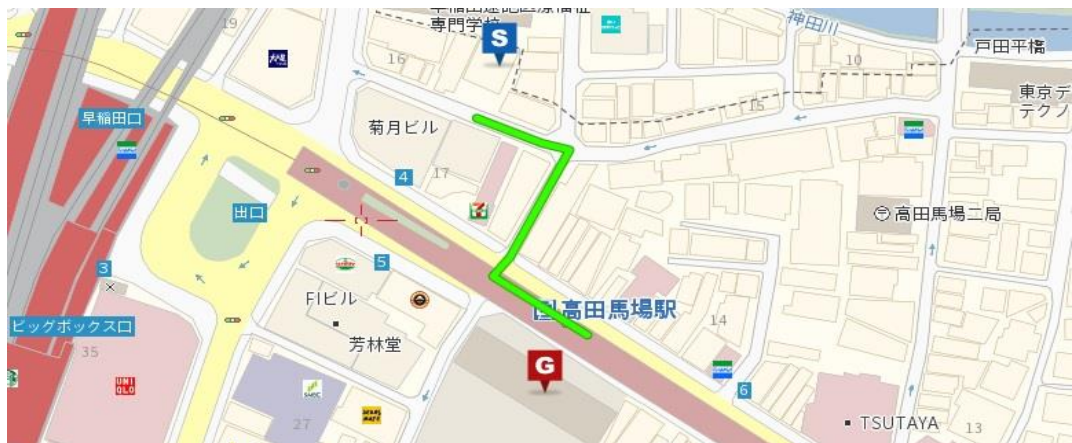 専門学校
S
19
16
神田川
10
戸田平橋
東京デ
テクノ
15
早稲田口
菊月ビル
17
4
出口
高田馬場二局
5
3
FIビル
高田馬場駅
14
ビッグボックス口
芳林堂
G
35
UNI
QLO
6
27
TSUTAYA
13